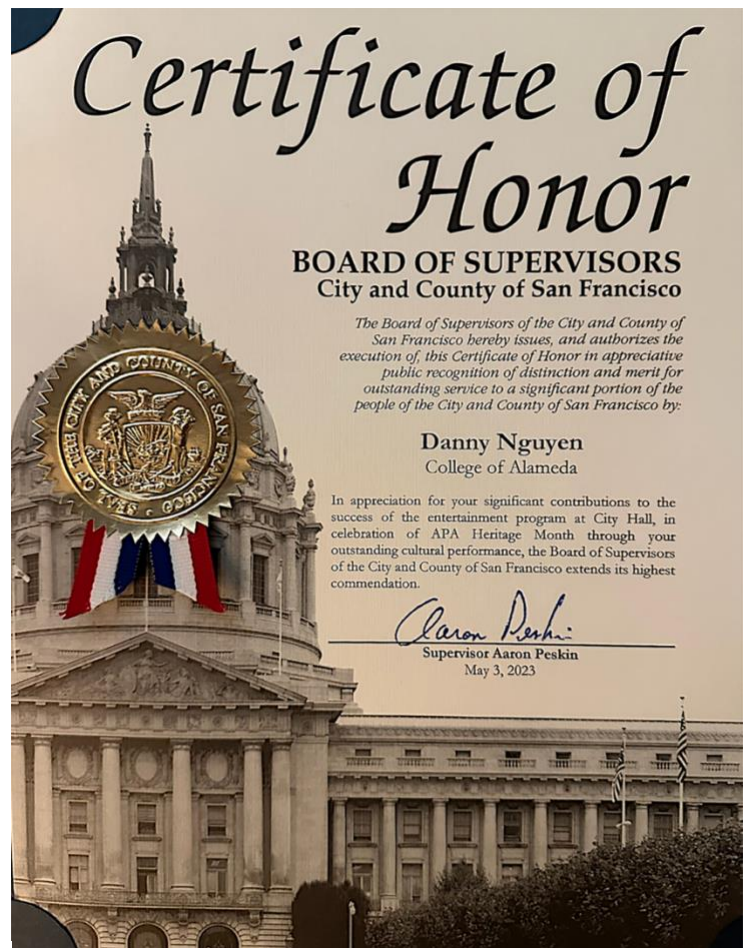 Certificate of
Honor
BOARD OF SUPERVISORS
City and County of San Francisco
The Board of Supervisors of the City and County of
San Francisco hereby issues, and authorizes the
execution of, this Certificate of Honor in appreciative
public recognition of distinction and merit for
outstanding service to a significant portion of the
people of the City and County of San Francisco by:
Danny Nguyen
College of Alameda
In appreciation for your significant contributions to the
success of the entertainment program at City Hall, in
celebration of APA Heritage Month through your
outstanding cultural performance, the Board of Supervisors
of the City and County of San Francisco extends its highest
commendation.
Aaron Peskin
Supervisor Aaron Peskin
May 3, 2023
SEAL OF THE CITY AND COUNTY OF SAN FRANCISCO